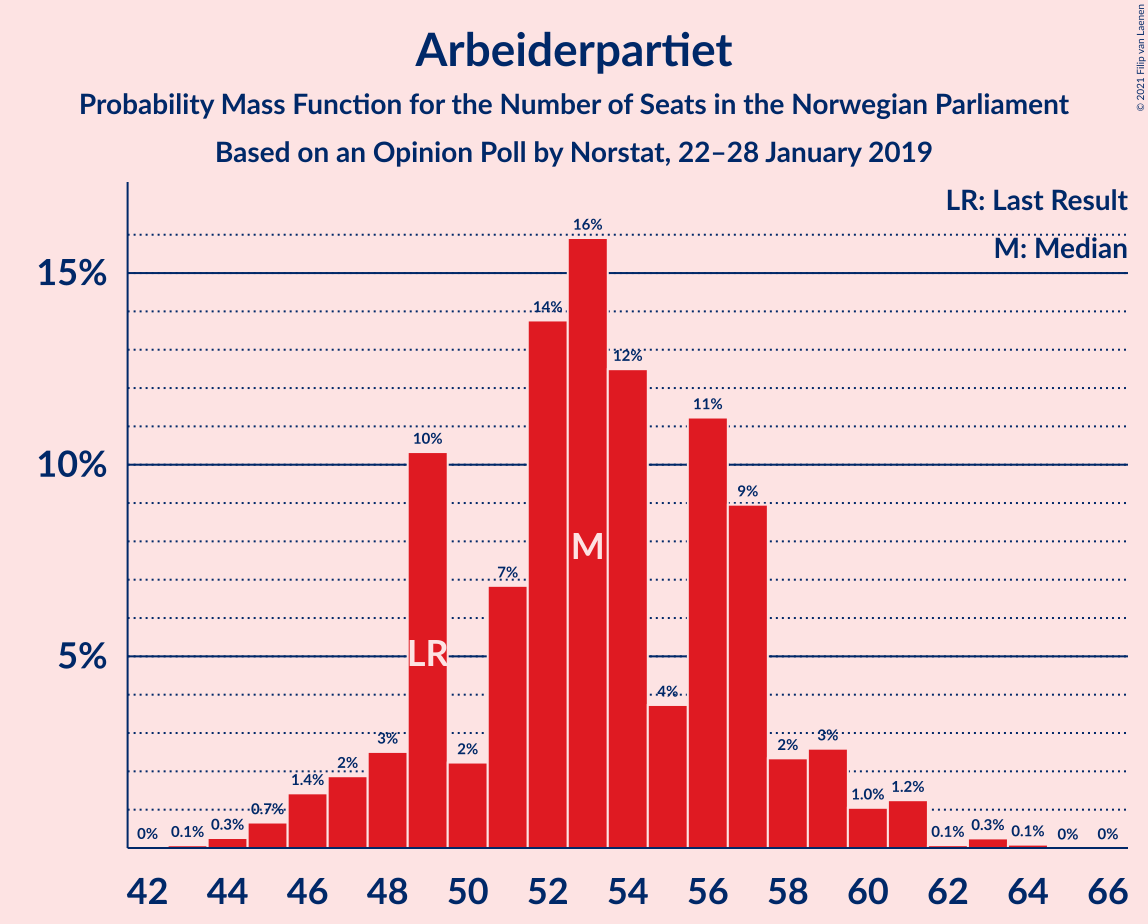 Arbeiderpartiet
Probability Mass Function for the Number of Seats in the Norwegian Parliament
Based on an Opinion Poll by Norstat, 22–28 January 2019
© 2021 Filip van Laenen
LR: Last Result
M: Median
15%
10%
5%
0% 0.1% 0.3% 0.7% 1.4% 2% 3% 10% 2% 7% 14% 16% 12% 4% 11% 9% 2% 3% 1.0% 1.2% 0.1% 0.3% 0.1% 0% 0%
LR
M
42 44 46 48 50 52 54 56 58 60 62 64 66